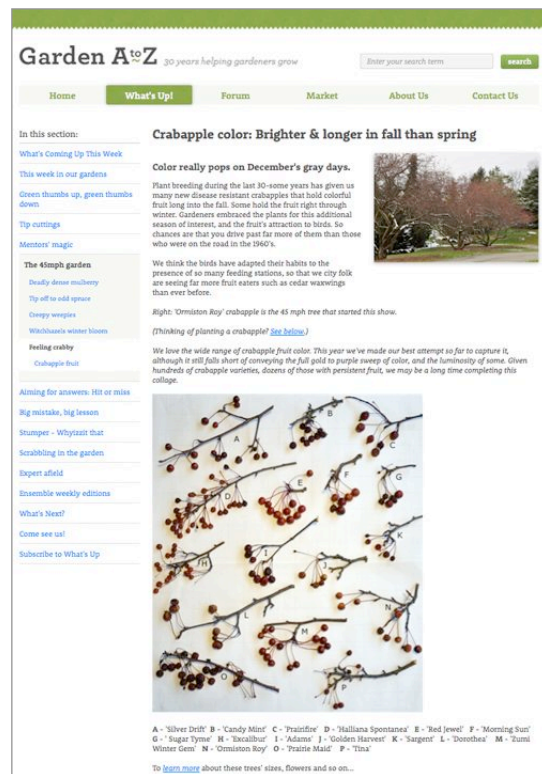 Garden A to Z 30 years helping gardeners grow
Enter your search term
search
Home What's Up! Forum Market About Us Contact Us
In this section:
What's Coming Up This Week
This week in our gardens
Green thumbs up, green thumbs
down
Tip cuttings
Mentors' magic
The 45mph garden
Deadly dense mulberry
Tip off to odd spruce
Creepy weepies
Witchhazels winter bloom
Feeling crabby
Crabapple fruit
Aiming for answers: Hit or miss
Big mistake, big lesson
Stumper - Whyizzit that
Scrabbling in the garden
Expert afield
Ensemble weekly editions
What's Next?
Come see us!
Subscribe to What's Up
Crabapple color: Brighter & longer in fall than spring
Color really pops on December's gray days.
Plant breeding during the last 30-some years has given us
many new disease resistant crabapples that hold colorful
fruit long into the fall. Some hold the fruit right through
winter. Gardeners embraced the plants for this additional
season of interest, and the fruit's attraction to birds. So
chances are that you drive past far more of them than those
who were on the road in the 1960's.
We think the birds have adapted their habits to the
presence of so many feeding stations, so that we city folk
are seeing far more fruit eaters such as cedar waxwings
than ever before.
Right: 'Ormiston Roy' crabapple is the 45 mph tree that started this show.
(Thinking of planting a crabapple? See below.)
We love the wide range of crabapple fruit color. This year we've made our best attempt so far to capture it,
although it still falls short of conveying the full gold to purple sweep of color, and the luminosity of some. Given
hundreds of crabapple varieties, dozens of those with persistent fruit, we may be a long time completing this
collage.
A
B
C
D
E
F
G
H
I
J
K
L
M
N
O
P
A - 'Silver Drift' B - 'Candy Mint' C - 'Prairifire' D - 'Halliana Spontanea' E - 'Red Jewel' F - 'Morning Sun'
G - ' Sugar Tyme' H - 'Excalibur' I - 'Adams' J - 'Golden Harvest' K - 'Sargent' L - 'Dorothea' M - 'Zumi
Winter Gem' N - 'Ormiston Roy' O - 'Prairie Maid' P - 'Tina'
To learn more about these trees' sizes, flowers and so on...